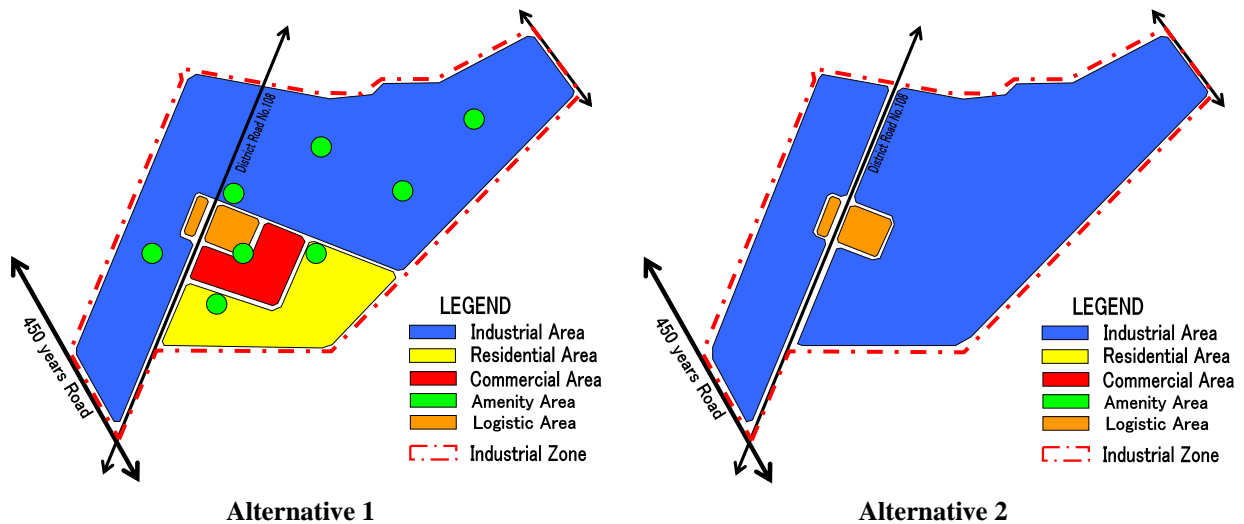 District Road No.108
450 years Road
LEGEND
Industrial Area
Residential Area
Commercial Area
Amenity Area
Logistic Area
Industrial Zone
Alternative 1
District Road No.108
450 years Road
LEGEND
Industrial Area
Residential Area
Commercial Area
Amenity Area
Logistic Area
Industrial Zone
Alternative 2